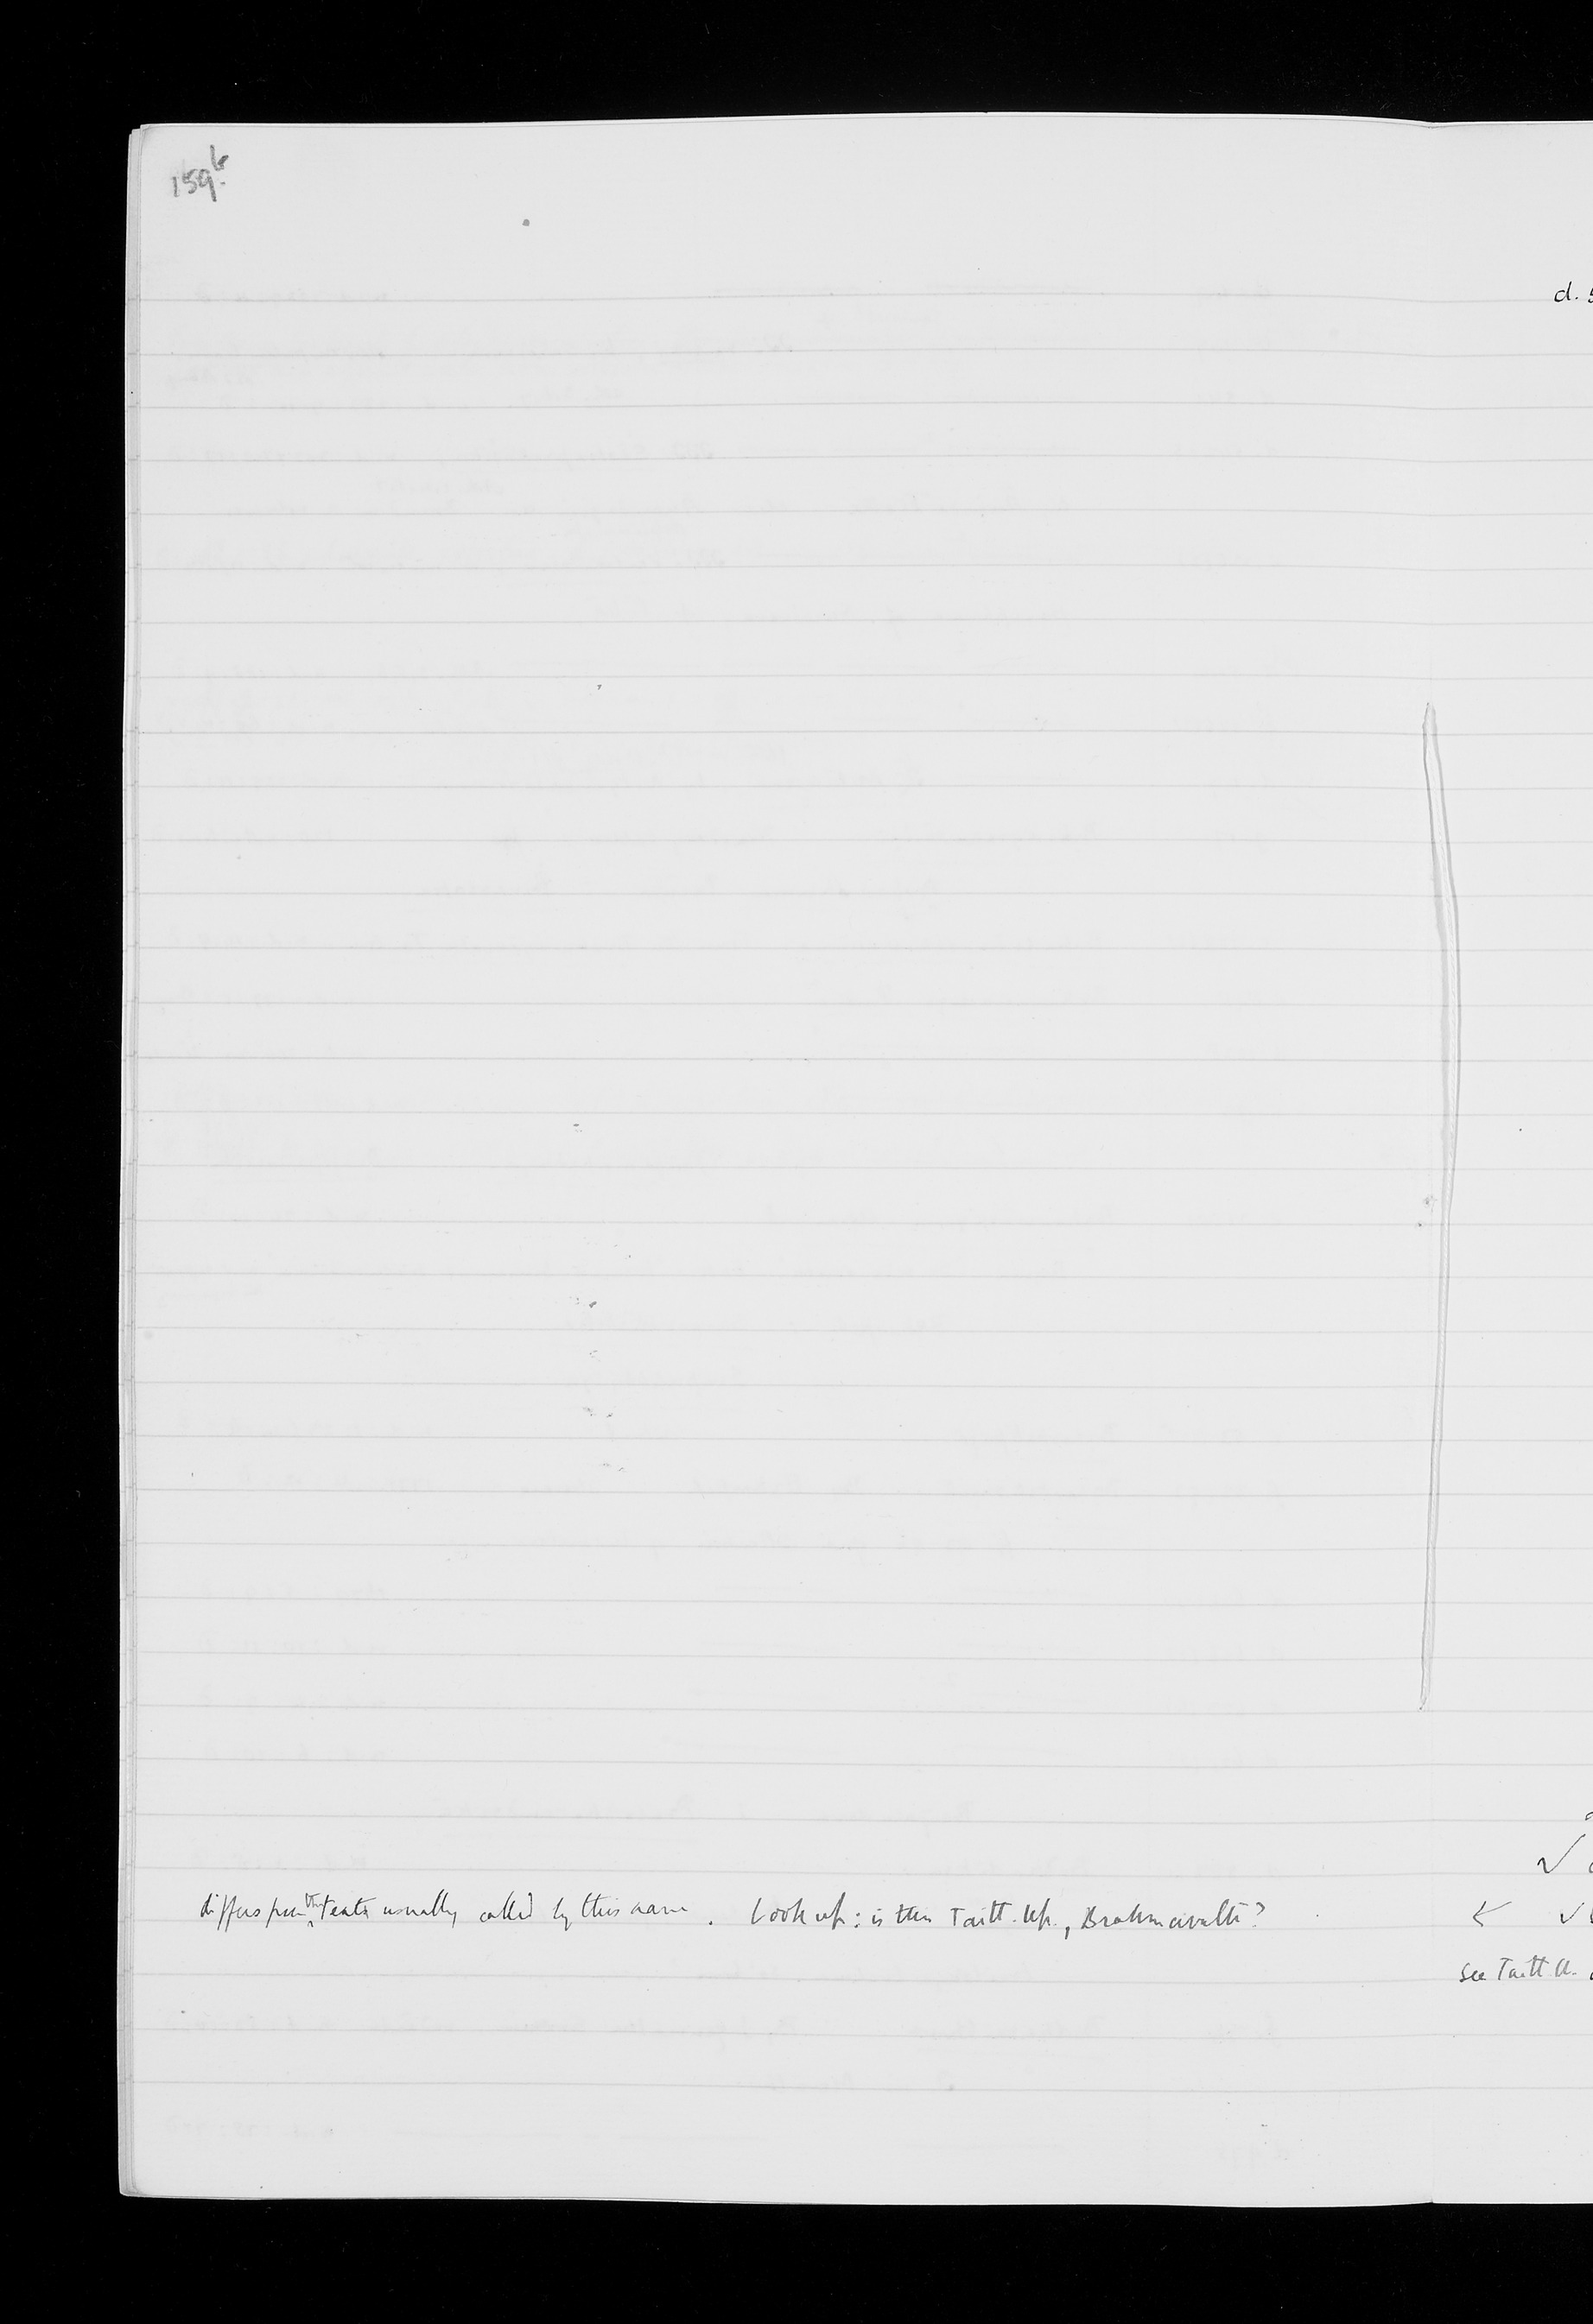 159b.
d.
differs from the texts usually called by this name. Look up: is this Taitt. Up., Brahmavalli?
see Taitt